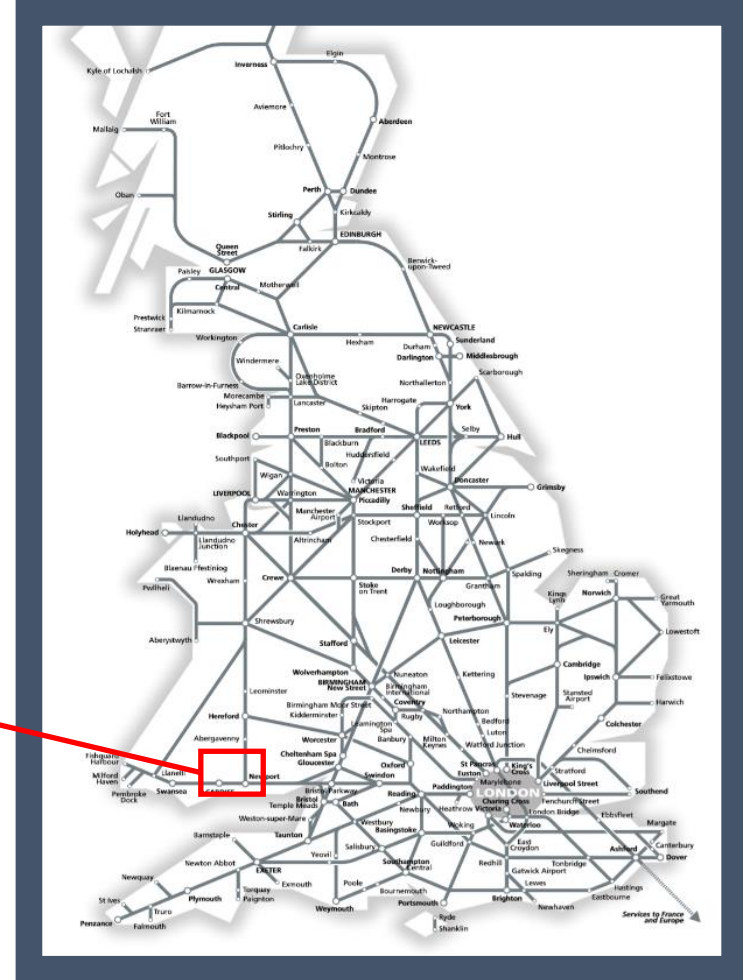 Elgin
Inverness
Kyle of Lochalsh
Aviemore
Fort
William
Aberdeen
Mallaig
Pitlochry
Montrose
Perth
Dundee
Oban
Stirling
Kirkcaldy
EDINBURGH
Falkirk
Queen
Street
GLASGOW
Central
Paisley
Motherwell
Berwick-
upon-Tweed
Prestwick
Stranraer
Kilmarnock
Carlisle
NEWCASTLE
Workington
Hexham
Sunderland
Durham
Darlington
Middlesbrough
Windermere
Oxenholme
Lake District
Northallerton
Scarborough
Barrow-in-Furness
Morecambe
Heysham Port
Lancaster
Harrogate
Skipton
York
Blackpool
Preston
Bradford
LEEDS
Selby
Hull
Blackburn
Huddersfield
Southport
Bolton
Wakefield
Wigan
Victoria
MANCHESTER
Piccadilly
Doncaster
Grimsby
LIVERPOOL
Warrington
Manchester
Airport
Sheffield
Retford
Lincoln
Stockport
Worksop
Llandudno
Chester
Altrincham
Chesterfield
Holyhead
Llandudno
Junction
Newark
Skegness
Blaenau Ffestiniog
Wrexham
Crewe
Stoke
on Trent
Derby
Nottingham
Grantham
Spalding
Sheringham
Cromer
Pwllheli
Kings
Lynn
Norwich
Great
Yarmouth
Loughborough
Shrewsbury
Peterborough
Ely
Lowestoft
Aberystwyth
Stafford
Leicester
Wolverhampton
BIRMINGHAM
New Street
Nuneaton
Birmingham
International
Kettering
Cambridge
Ipswich
Felixstowe
Leominster
Birmingham Moor Street
Coventry
Stevenage
Stansted
Airport
Harwich
Hereford
Kidderminster
Leamington
Spa
Rugby
Northampton
Bedford
Colchester
Abergavenny
Worcester
Banbury
Milton
Keynes
Luton
Watford Junction
Chelmsford
Fishguard
Harbour
Cheltenham Spa
Gloucester
Oxford
St Pancras
King's
Cross
Euston
Stratford
Milford
Haven
Llanelli
Newport
Swindon
Marylebone
Liverpool Street
Pembroke
Dock
Swansea
CARDIFF
Bristol Parkway
Reading
Paddington
LONDON
Southend
Bristol
Temple Meads
Bath
Newbury
Heathrow
Victoria
Charing Cross
Fenchurch Street
London Bridge
Ebbsfleet
Weston-super-Mare
Westbury
Basingstoke
Woking
Waterloo
Margate
Barnstaple
Taunton
Salisbury
Guildford
East
Croydon
Canterbury
Newton Abbot
Yeovil
Southampton
Central
Redhill
Gatwick Airport
Tonbridge
Ashford
Dover
EXETER
Newquay
Exmouth
Poole
Bournemouth
Lewes
Hastings
Eastbourne
St Ives
Plymouth
Torquay
Paignton
Weymouth
Portsmouth
Brighton
Newhaven
Truro
Penzance
Falmouth
Ryde
Shanklin
Services to France
and Europe